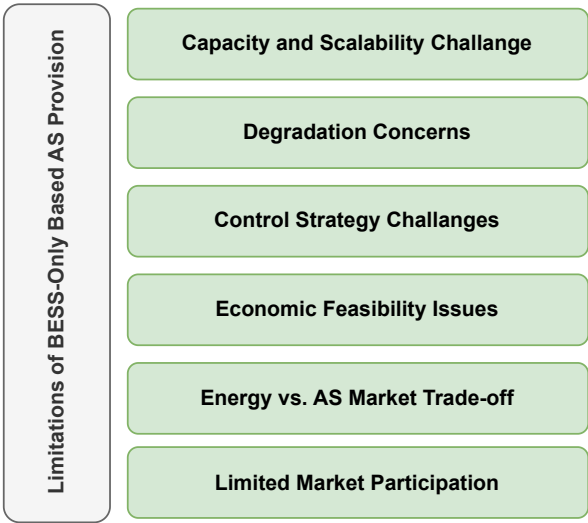 Limitations of BESS-Only Based AS Provision
Capacity and Scalability Challange
Degradation Concerns
Control Strategy Challanges
Economic Feasibility Issues
Energy vs. AS Market Trade-off
Limited Market Participation